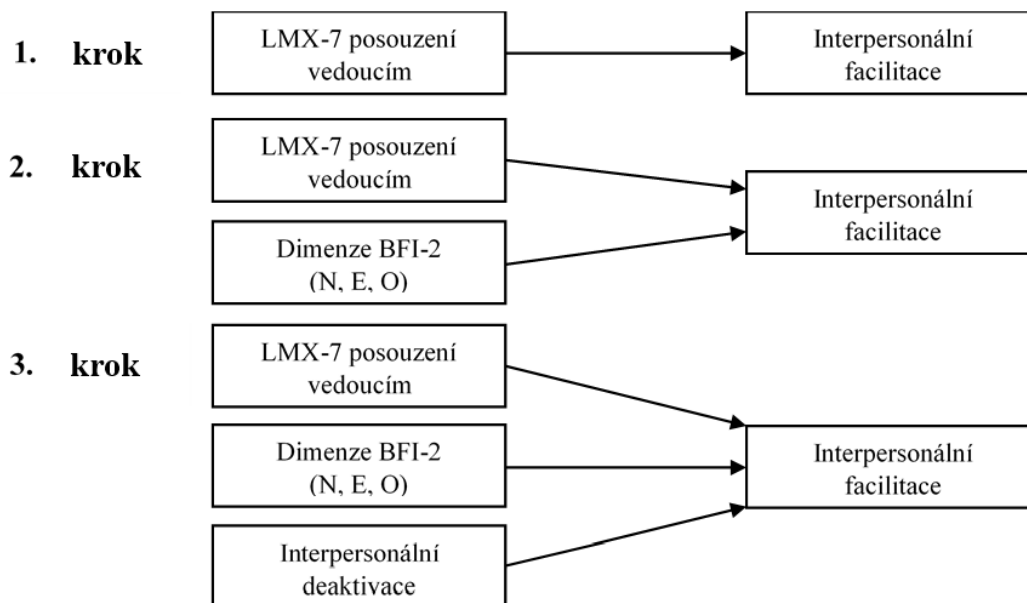 1. krok
LMX-7 posouzení
vedoucím
Interpersonální
facilitace
2. krok
LMX-7 posouzení
vedoucím
Dimenze BFI-2
(N, E, O)
Interpersonální
facilitace
3. krok
LMX-7 posouzení
vedoucím
Dimenze BFI-2
(N, E, O)
Interpersonální
deaktivace
Interpersonální
facilitace